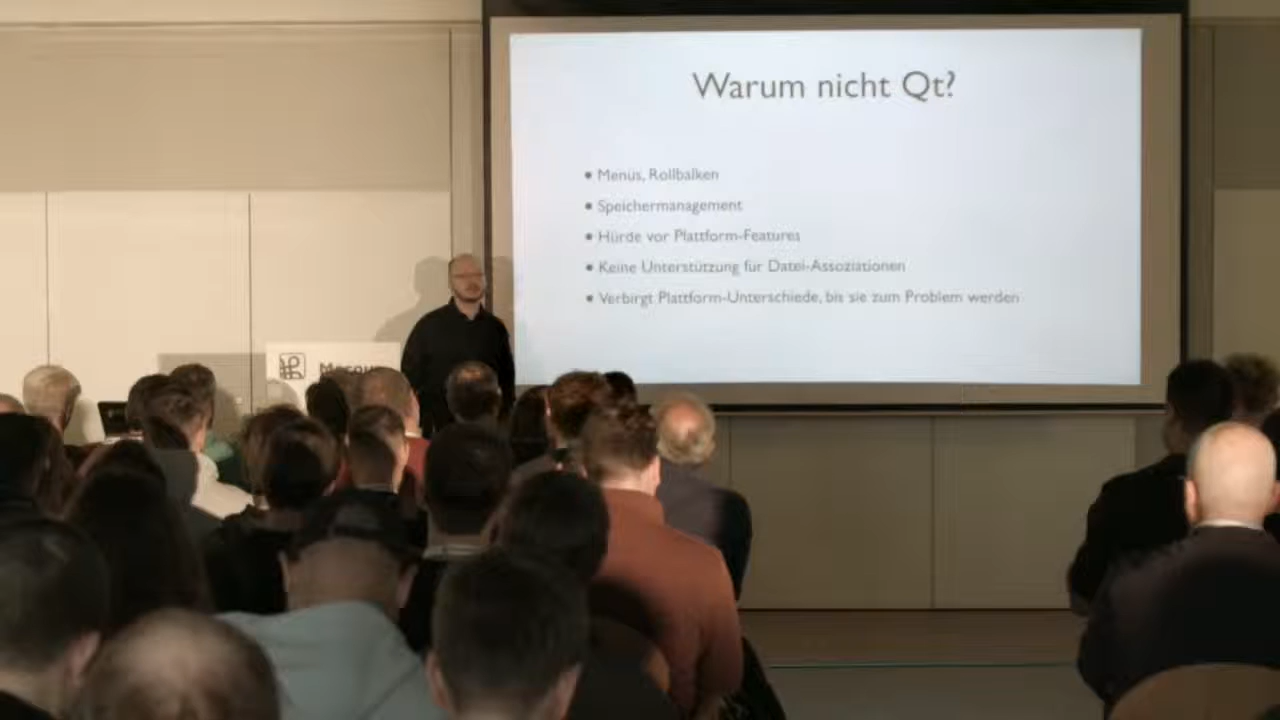 Warum nicht Qt?
• Menus, Rollbalken
• Speichermanagement
• Hürde vor Plattform-Features
• Keine Unterstützung für Datei-Assoziationen
• Verbirgt Plattform-Unterschiede, bis sie zum Problem werden